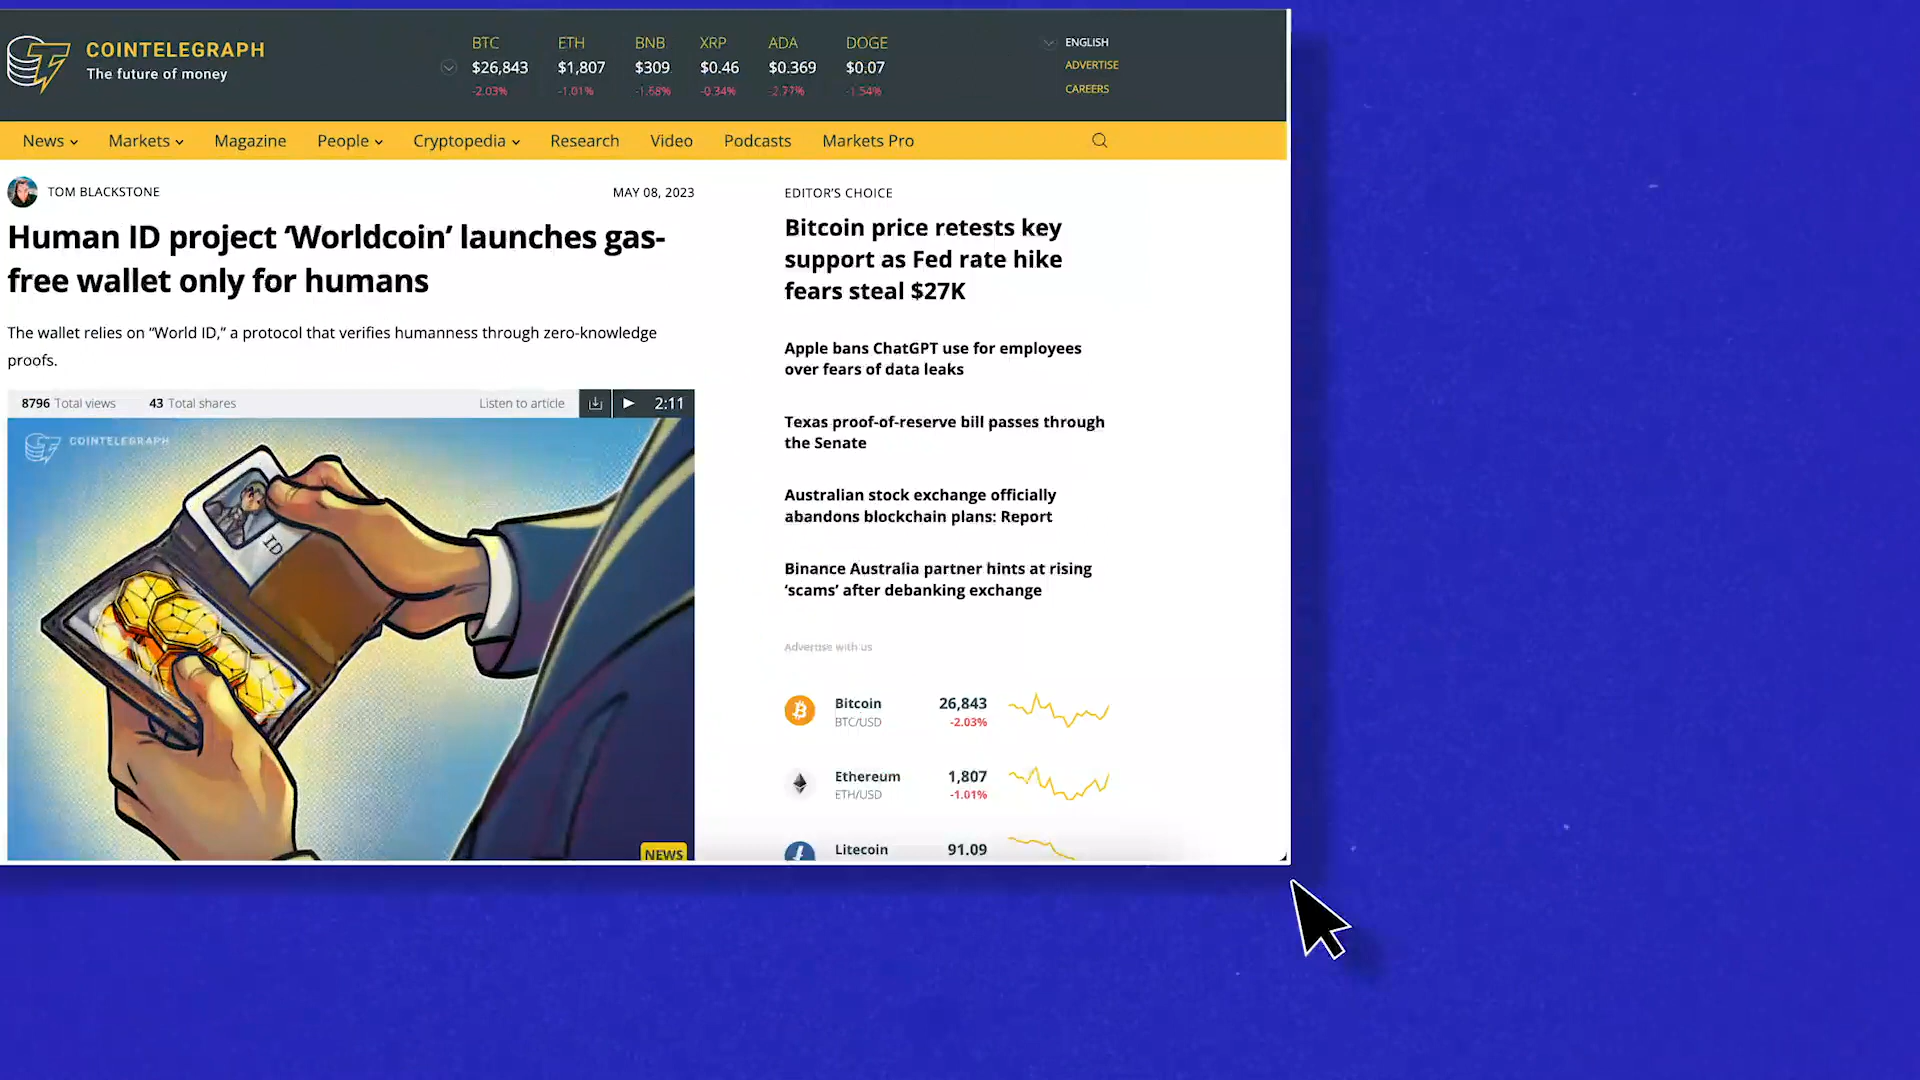 COINTELEGRAPH
The future of money
BTC ETH BNB XRP ADA DOGE
$26,843 $1,807 $309 $0.46 $0.369 $0.07
-2.03% -1.01% -1.68% -0.34% -2.77% -1.54%
ENGLISH
ADVERTISE
CAREERS
News Markets Magazine People Cryptopedia Research Video Podcasts Markets Pro
TOM BLACKSTONE MAY 08, 2023
Human ID project ‘Worldcoin’ launches gas-
free wallet only for humans
The wallet relies on “World ID,” a protocol that verifies humanness through zero-knowledge
proofs.
8796 Total views 43 Total shares Listen to article 2:11
COINTELEGRAPH
ID
NEWS
EDITOR’S CHOICE
Bitcoin price retests key
support as Fed rate hike
fears steal $27K
Apple bans ChatGPT use for employees
over fears of data leaks
Texas proof-of-reserve bill passes through
the Senate
Australian stock exchange officially
abandons blockchain plans: Report
Binance Australia partner hints at rising
‘scams’ after debanking exchange
Advertise with us
Bitcoin 26,843
BTC/USD -2.03%
Ethereum 1,807
ETH/USD -1.01%
Litecoin 91.09